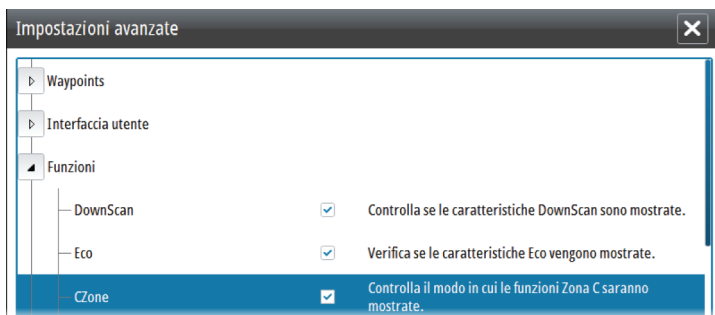 Impostazioni avanzate
Waypoints
Interfaccia utente
Funzioni
DownScan Controlla se le caratteristiche DownScan sono mostrate.
Eco Verifica se le caratteristiche Eco vengono mostrate.
CZone Controlla il modo in cui le funzioni Zona C saranno
mostrate.